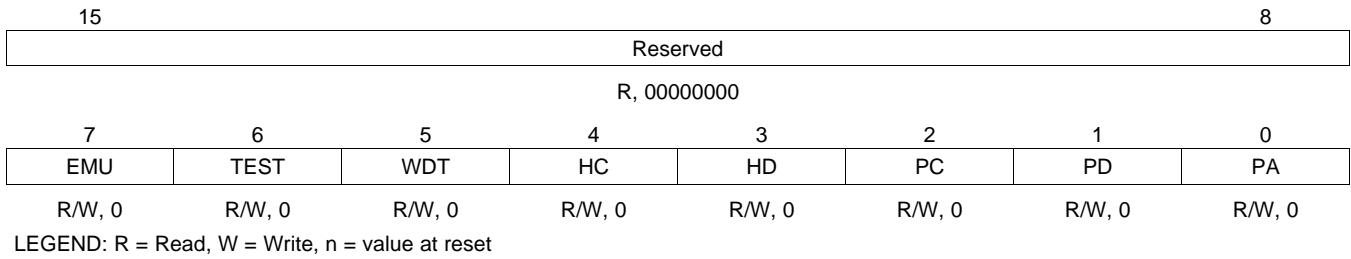 15 8
Reserved
R, 00000000
7 6 5 4 3 2 1 0
EMU TEST WDT HC HD PC PD PA
R/W, 0 R/W, 0 R/W, 0 R/W, 0 R/W, 0 R/W, 0 R/W, 0 R/W, 0
LEGEND: R = Read, W = Write, n = value at reset